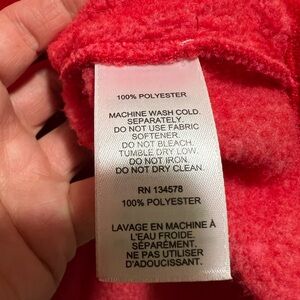 100% POLYESTER
MACHINE WASH COLD.
SEPARATELY.
DO NOT USE FABRIC
SOFTENER.
DO NOT BLEACH.
TUMBLE DRY LOW.
DO NOT IRON.
DO NOT DRY CLEAN.
RN 134578
100% POLYESTER
LAVAGE EN MACHINE À
L'EAU FROIDE.
SÉPARÉMENT.
NE PAS UTILISER
D'ADOUCISSANT.